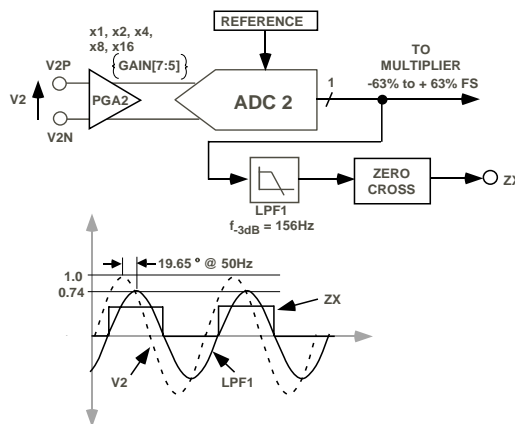 REFERENCE
x1, x2, x4,
x8, x16
{GAIN[7:5]}
V2P
V2
V2N
PGA2
ADC 2
1
TO
MULTIPLIER
-63% to + 63% FS
LPF1
f-3dB = 156Hz
ZERO
CROSS
ZX
19.65 ° @ 50Hz
1.0
0.74
ZX
V2
LPF1